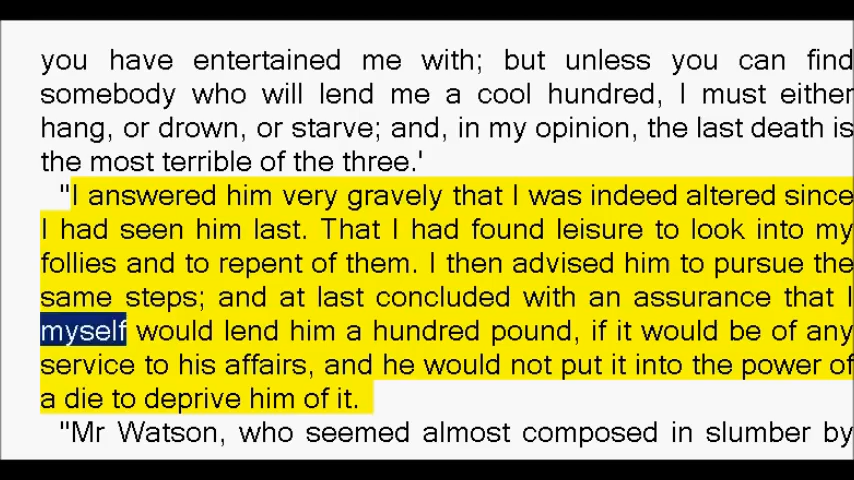 you have entertained me with; but unless you can find
somebody who will lend me a cool hundred, I must either
hang, or drown, or starve; and, in my opinion, the last death is
the most terrible of the three.'
"I answered him very gravely that I was indeed altered since
I had seen him last. That I had found leisure to look into my
follies and to repent of them. I then advised him to pursue the
same steps; and at last concluded with an assurance that I
myself would lend him a hundred pound, if it would be of any
service to his affairs, and he would not put it into the power of
a die to deprive him of it.
"Mr Watson, who seemed almost composed in slumber by